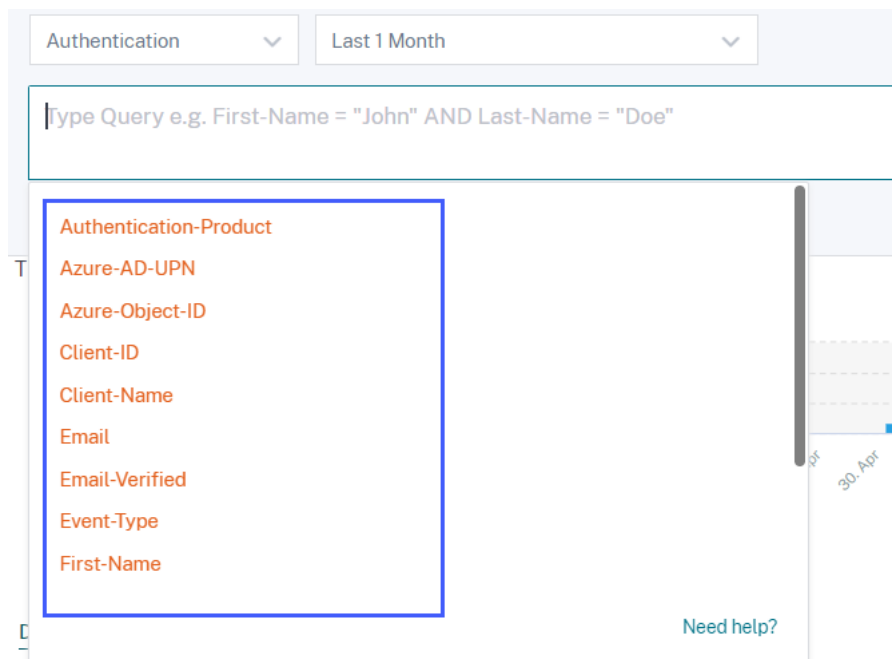 Authentication
Last 1 Month
Type Query e.g. First-Name = "John" AND Last-Name = "Doe"
Authentication-Product
T
Azure-AD-UPN
Azure-Object-ID
Client-ID
Client-Name
Email
pr
30. Apr
Email-Verified
Event-Type
First-Name
Need help?